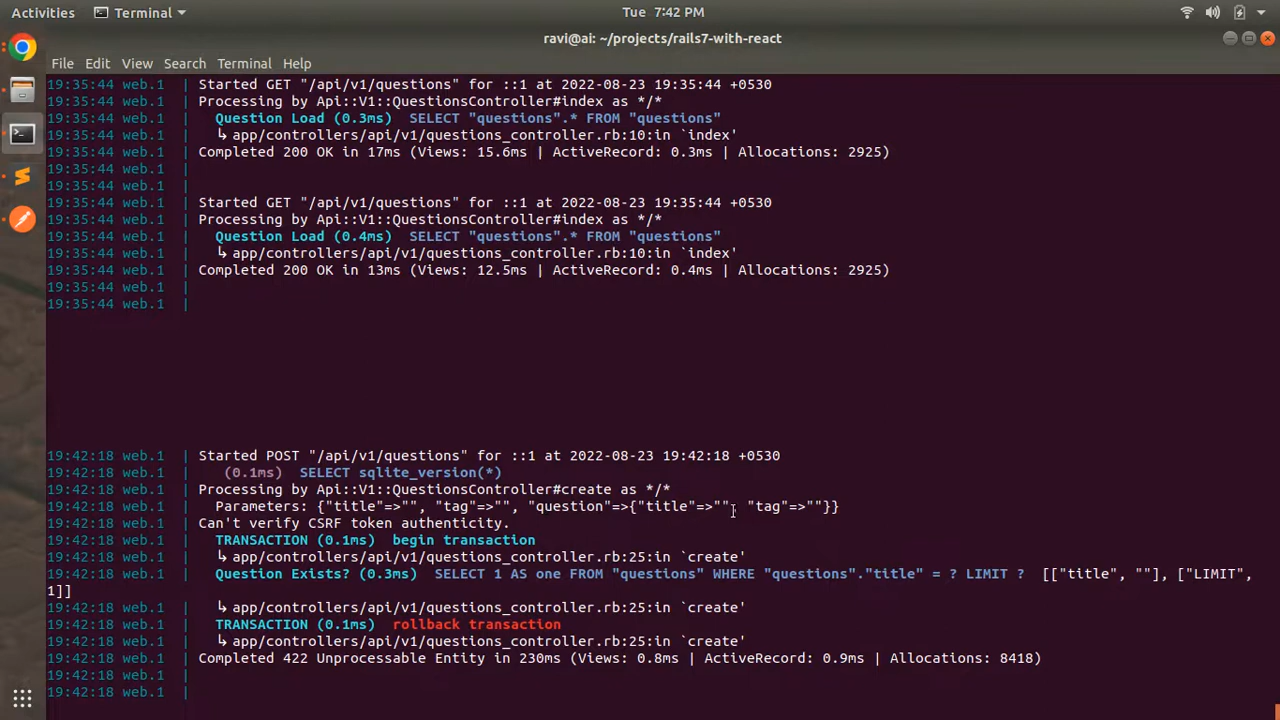 Activities Terminal Tue 7:42 PM
ravi@ai: ~/projects/rails7-with-react
File Edit View Search Terminal Help
19:35:44 web.1 | Started GET "/api/v1/questions" for ::1 at 2022-08-23 19:35:44 +0530
19:35:44 web.1 | Processing by Api::V1::QuestionsController#index as */*
19:35:44 web.1 | Question Load (0.3ms) SELECT "questions".* FROM "questions"
19:35:44 web.1 | ↳ app/controllers/api/v1/questions_controller.rb:10:in `index'
19:35:44 web.1 | Completed 200 OK in 17ms (Views: 15.6ms | ActiveRecord: 0.3ms | Allocations: 2925)
19:35:44 web.1 |
19:35:44 web.1 |
19:35:44 web.1 | Started GET "/api/v1/questions" for ::1 at 2022-08-23 19:35:44 +0530
19:35:44 web.1 | Processing by Api::V1::QuestionsController#index as */*
19:35:44 web.1 | Question Load (0.4ms) SELECT "questions".* FROM "questions"
19:35:44 web.1 | ↳ app/controllers/api/v1/questions_controller.rb:10:in `index'
19:35:44 web.1 | Completed 200 OK in 13ms (Views: 12.5ms | ActiveRecord: 0.4ms | Allocations: 2925)
19:35:44 web.1 |
19:35:44 web.1 |
19:42:18 web.1 | Started POST "/api/v1/questions" for ::1 at 2022-08-23 19:42:18 +0530
19:42:18 web.1 | (0.1ms) SELECT sqlite_version(*)
19:42:18 web.1 | Processing by Api::V1::QuestionsController#create as */*
19:42:18 web.1 | Parameters: {"title"=>"", "tag"=>"", "question"=>{"title"=>"", "tag"=>""}}
19:42:18 web.1 | Can't verify CSRF token authenticity.
19:42:18 web.1 | TRANSACTION (0.1ms) begin transaction
19:42:18 web.1 | ↳ app/controllers/api/v1/questions_controller.rb:25:in `create'
19:42:18 web.1 | Question Exists? (0.3ms) SELECT 1 AS one FROM "questions" WHERE "questions"."title" = ? LIMIT ? [["title", ""], ["LIMIT",
1]]
19:42:18 web.1 | ↳ app/controllers/api/v1/questions_controller.rb:25:in `create'
19:42:18 web.1 | TRANSACTION (0.1ms) rollback transaction
19:42:18 web.1 | ↳ app/controllers/api/v1/questions_controller.rb:25:in `create'
19:42:18 web.1 | Completed 422 Unprocessable Entity in 230ms (Views: 0.8ms | ActiveRecord: 0.9ms | Allocations: 8418)
19:42:18 web.1 |
19:42:18 web.1 |